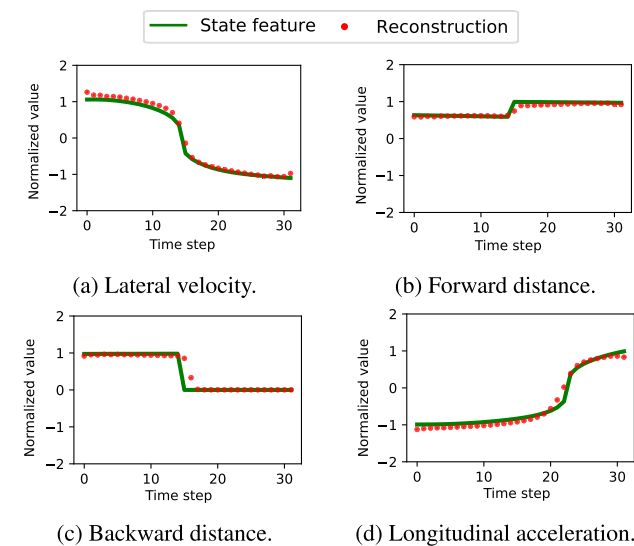 State feature Reconstruction
2
1
0
−1
−2
Normalized value
0 10 20 30
Time step
(a) Lateral velocity.
2
1
0
−1
−2
Normalized value
0 10 20 30
Time step
(b) Forward distance.
2
1
0
−1
−2
Normalized value
0 10 20 30
Time step
(c) Backward distance.
2
1
0
−1
−2
Normalized value
0 10 20 30
Time step
(d) Longitudinal acceleration.